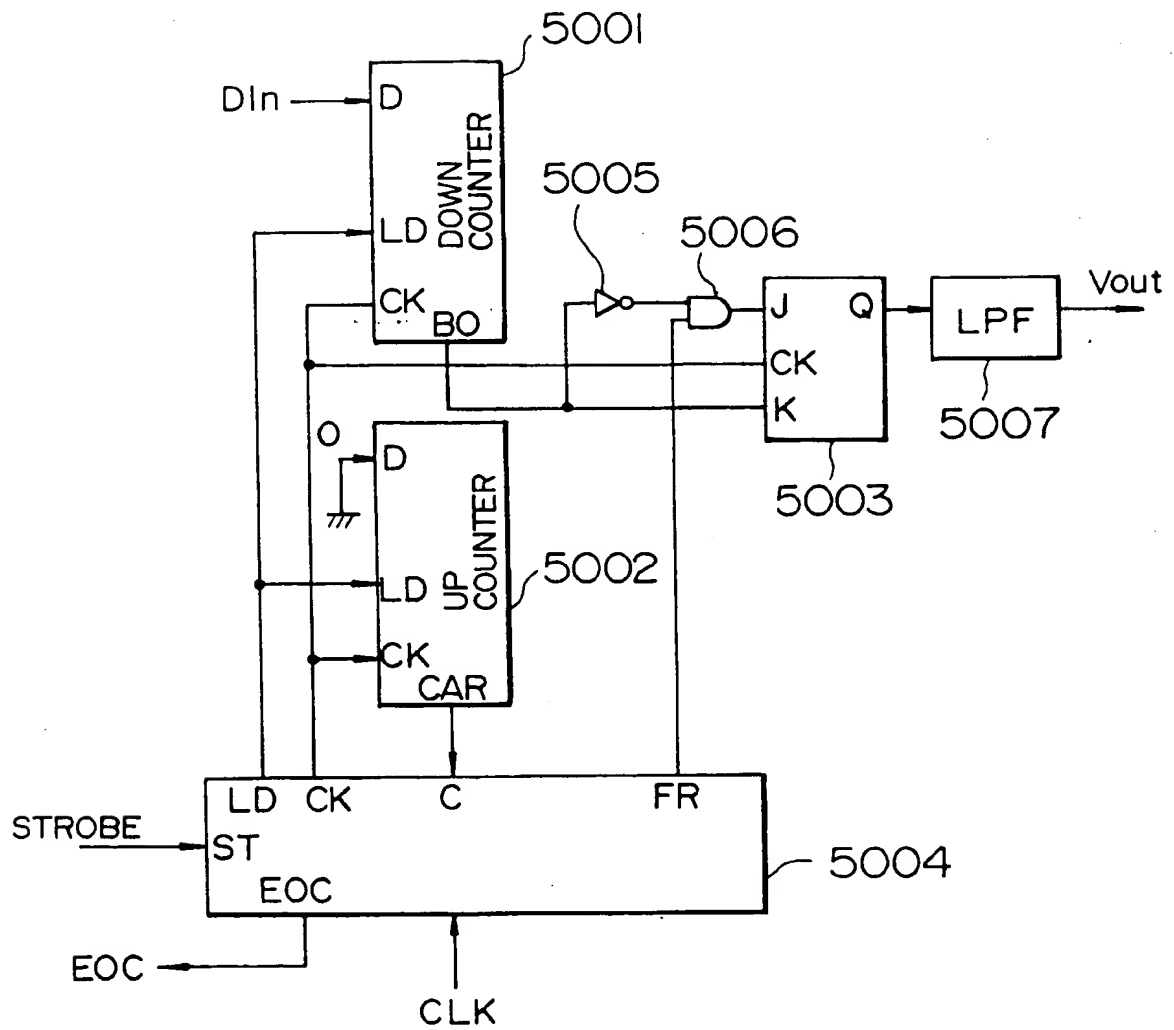 5001
DIn
D
DOWN
COUNTER
LD
CK
BO
5005
5006
J
Q
CK
K
5003
LPF
5007
Vout
0
D
UP
COUNTER
LD
CK
CAR
5002
LD
CK
C
FR
STROBE
ST
EOC
5004
EOC
CLK